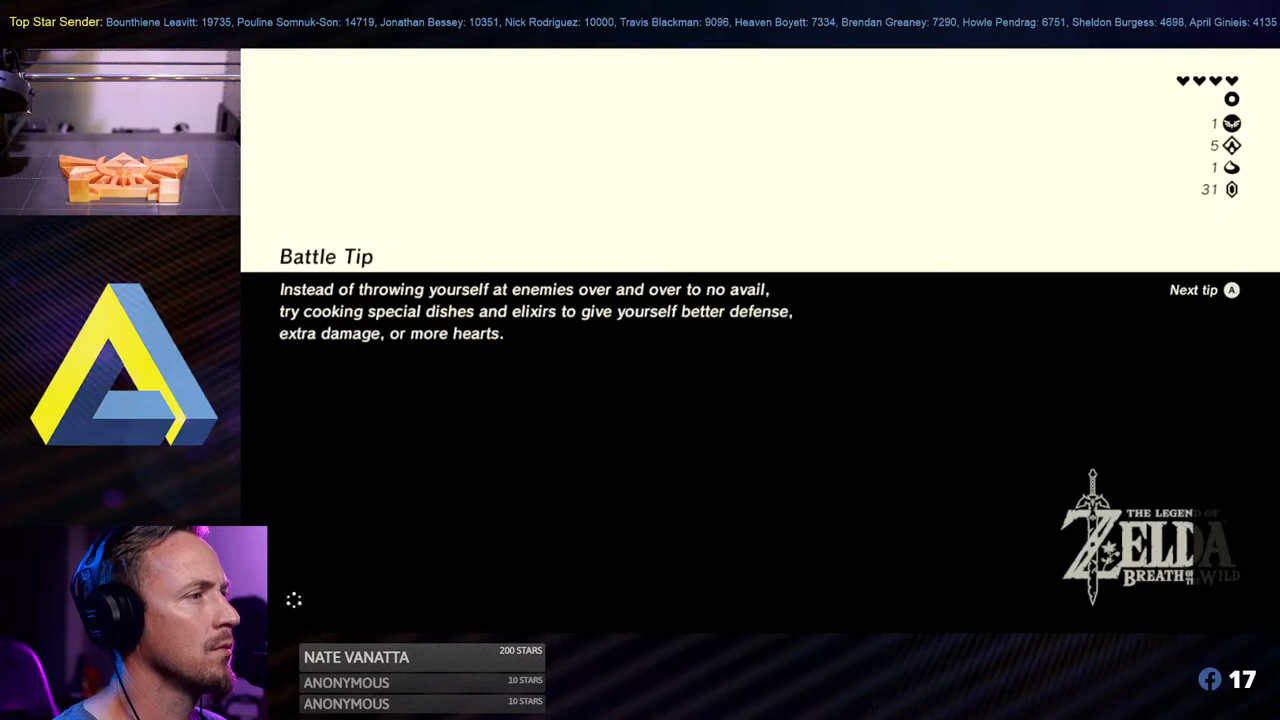 Top Star Sender: Bounthiene Leavitt: 19735, Pouline Somnuk-Son: 14719, Jonathan Bessey: 10351, Nick Rodriguez: 10000, Travis Blackman: 9096, Heaven Boyett: 7334, Brendan Greaney: 7290, Howle Pendrag: 6751, Sheldon Burgess: 4698, April Ginieis: 4135
1
5
1
31
Battle Tip
Instead of throwing yourself at enemies over and over to no avail,
try cooking special dishes and elixirs to give yourself better defense,
extra damage, or more hearts.
Next tip A
THE LEGEND OF
ZELDA
BREATH OF THE WILD
NATE VANATTA 200 STARS
ANONYMOUS 10 STARS
ANONYMOUS 10 STARS
17